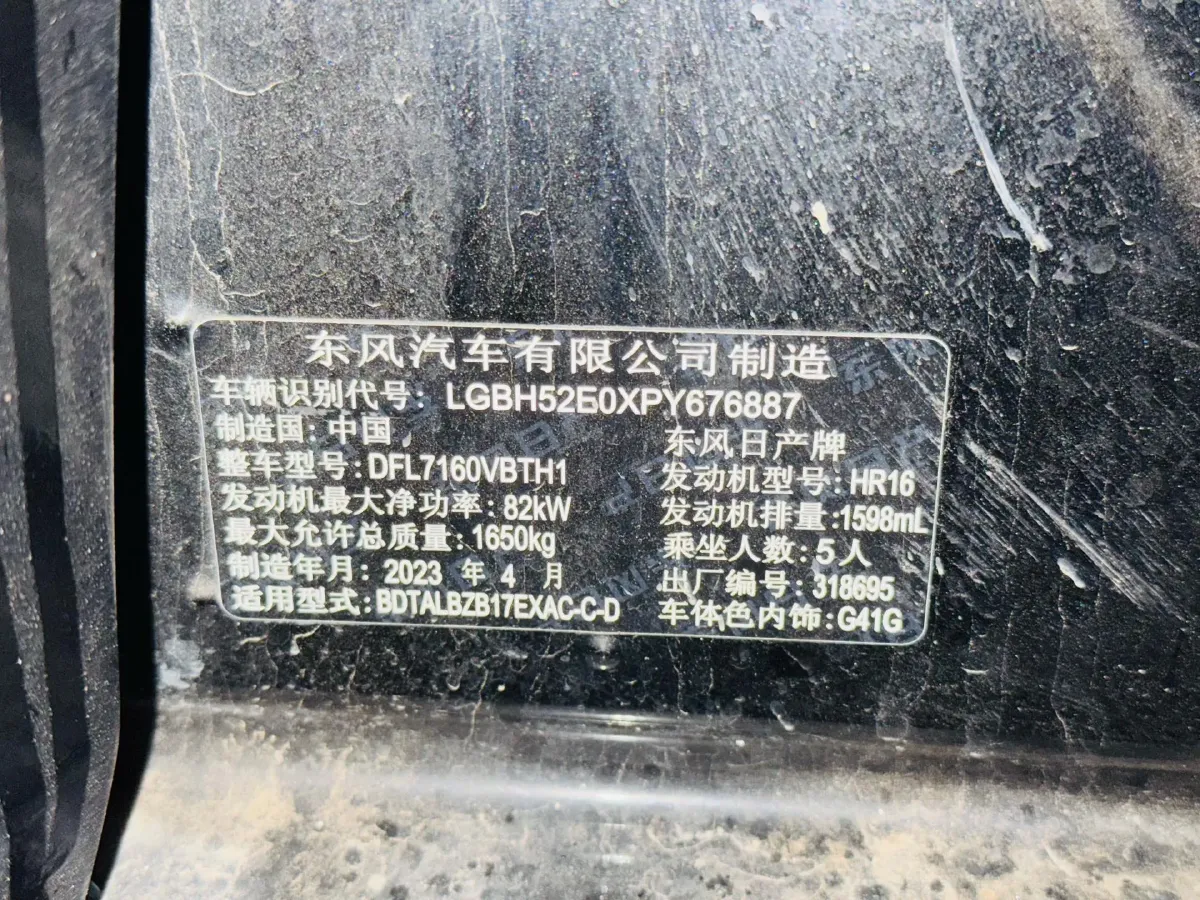 东风汽车有限公司制造
车辆识别代号: LGBH52E0XPY676887
制造国: 中国 东风日产牌
整车型号: DFL7160VBTH1 发动机型号: HR16
发动机最大净功率: 82kW 发动机排量: 1598mL
最大允许总质量: 1650kg 乘坐人数: 5人
制造年月: 2023 年 4 月 出厂编号: 318695
适用型式: BDTALBZB17EXAC-C-D 车体色内饰: G41G